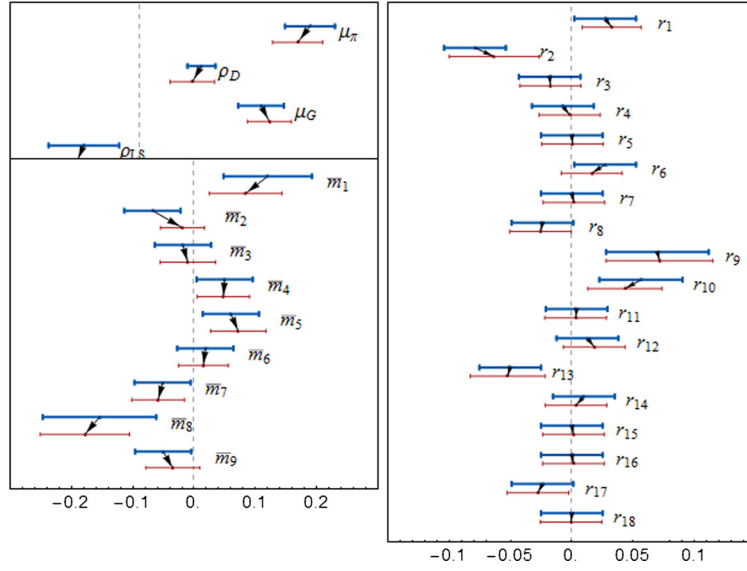 μπ
ρD
μG
ρLS
m̅1
m̅2
m̅3
m̅4
m̅5
m̅6
m̅7
m̅8
m̅9
−0.2 −0.1 0. 0.1 0.2
r1
r2
r3
r4
r5
r6
r7
r8
r9
r10
r11
r12
r13
r14
r15
r16
r17
r18
−0.1 −0.05 0. 0.05 0.1